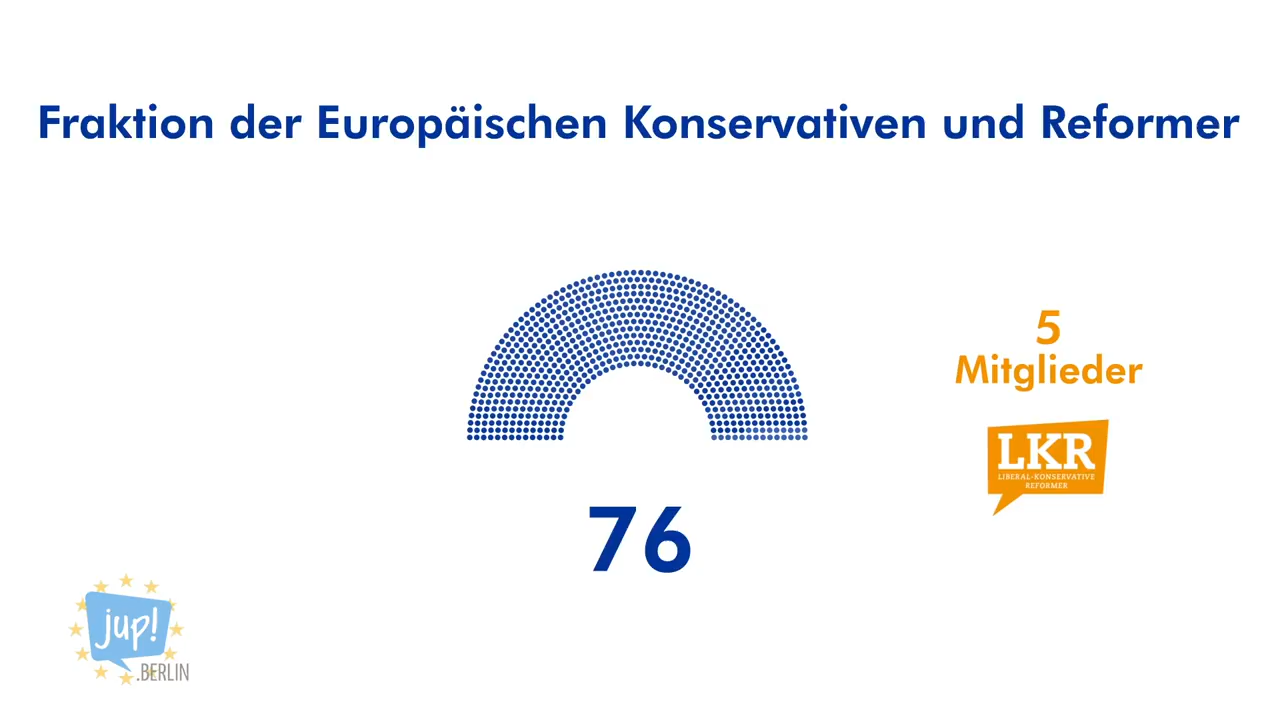 Fraktion der Europäischen Konservativen und Reformer
5
Mitglieder
LKR
LIBERAL-KONSERVATIVE
REFORMER
76
jup!
.BERLIN